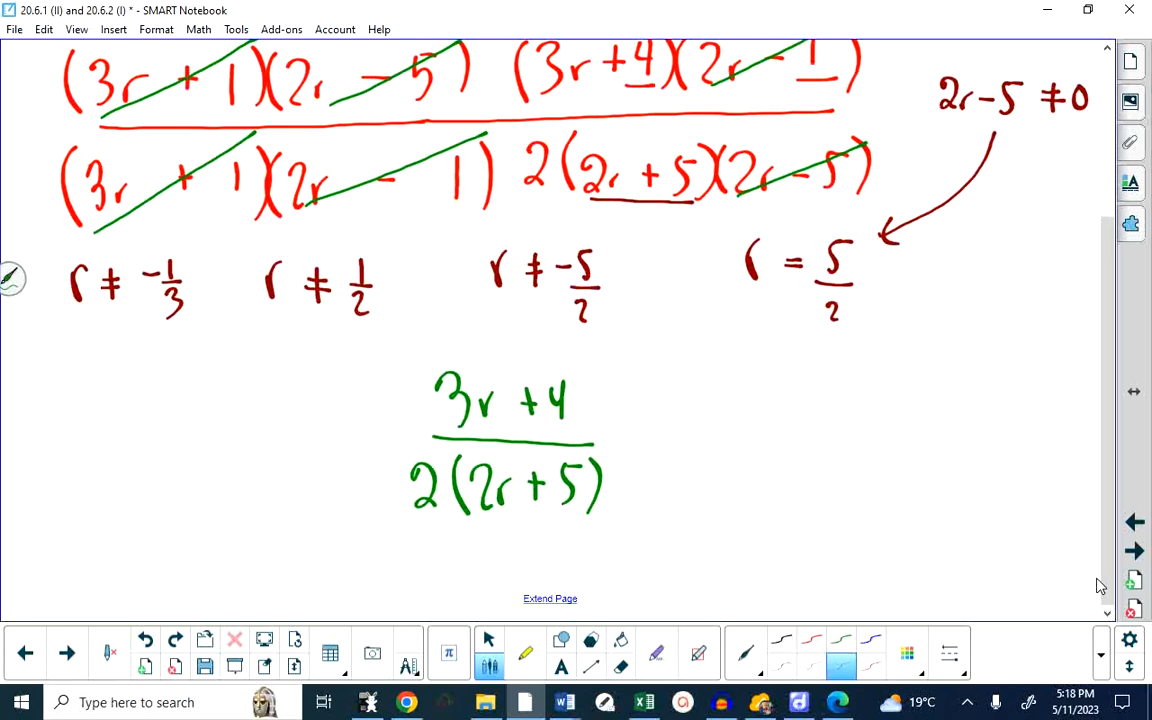 20.6.1 (II) and 20.6.2 (I) * - SMART Notebook
File Edit View Insert Format Math Tools Add-ons Account Help
(3r + 1)(2r - 5) (3r + 4)(2r - 1)
2r - 5 ≠ 0
(3r + 1)(2r - 1) 2(2r + 5)(2r - 5)
r ≠ -1/3 r ≠ 1/2 r ≠ -5/2 r = 5/2
3r + 4
2(2r + 5)
Extend Page
π
A
Type here to search
19°C
5:18 PM
5/11/2023